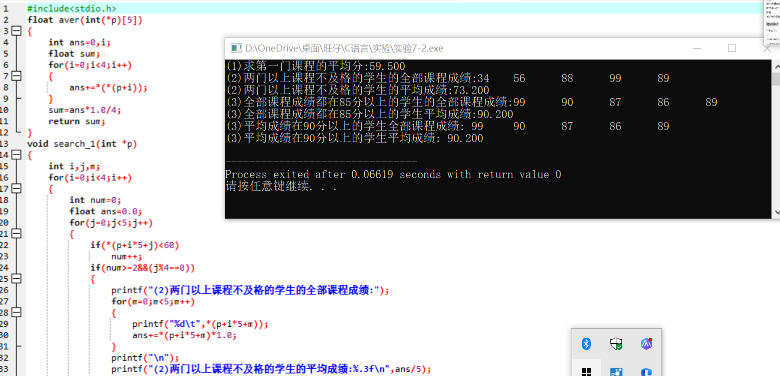 1 #include<stdio.h>
2 float aver(int(*p)[5])
3 {
4 int ans=0,i;
5 float sum;
6 for(i=0;i<4;i++)
7 {
8 ans+=*(*(p+i));
9 }
10 sum=ans*1.0/4;
11 return sum;
12 }
13 void search_1(int *p)
14 {
15 int i,j,m;
16 for(i=0;i<4;i++)
17 {
18 int num=0;
19 float ans=0.0;
20 for(j=0;j<5;j++)
21 {
22 if(*(p+i*5+j)<60)
23 num++;
24 if(num>=2&&(j%4==0))
25 {
26 printf("(2)两门以上课程不及格的学生的全部课程成绩:");
27 for(m=0;m<5;m++)
28 {
29 printf("%d\t",*(p+i*5+m));
30 ans+=*(p+i*5+m)*1.0;
31 }
32 printf("\n");
33 printf("(2)两门以上课程不及格的学生的平均成绩:%.3f\n",ans/5);
D:\OneDrive\桌面\旺仔\C语言\实验\实验7-2.exe
(1)求第一门课程的平均分:59.500
(2)两门以上课程不及格的学生的全部课程成绩:34 56 88 99 89
(2)两门以上课程不及格的学生的平均成绩:73.200
(3)全部课程成绩都在85分以上的学生的全部课程成绩:99 90 87 86 89
(3)全部课程成绩都在85分以上的学生平均成绩:90.200
(3)平均成绩在90分以上的学生全部课程成绩: 99 90 87 86 89
(3)平均成绩在90分以上的学生平均成绩: 90.200
--------------------------------
Process exited after 0.06619 seconds with return value 0
请按任意键继续. . .